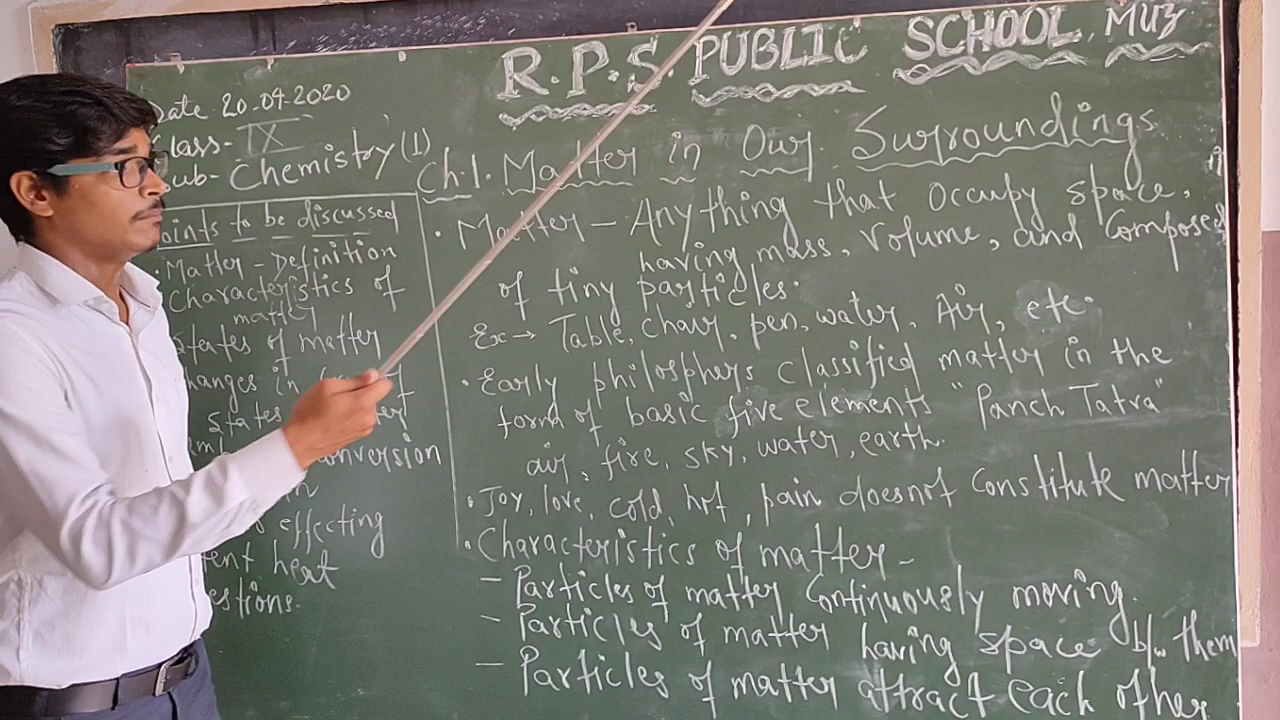 R.P.S. PUBLIC SCHOOL, MUZ
Date 20-04-2020
Class- IX
Sub- Chemistry (1)
Points to be discussed
· Matter - Definition
Characteristics of
matter
States of matter
changes in
states
conversion
effecting
heat
Ch.1. Matter in Our Surroundings
· Matter - Anything that occupy space,
having mass, volume, and composed
of tiny particles.
Ex → Table, chair, pen, water, Air, etc.
· Early philosphers classified matter in the
form of basic five elements "Panch Tatva"
air, fire, sky, water, earth.
· Joy, love, cold, hot, pain doesnot constitute matter
· Characteristics of matter -
- Particles of matter continuously moving.
- Particles of matter having space b/w them
- Particles of matter attract each other